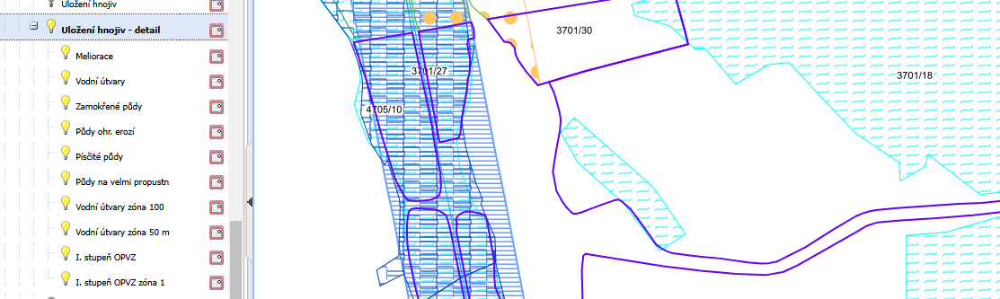 Uložení hnojiv
Uložení hnojiv - detail
Meliorace
Vodní útvary
Zamokřené půdy
Půdy ohr. erozí
Písčité půdy
Půdy na velmi propustn
Vodní útvary zóna 100
Vodní útvary zóna 50 m
I. stupeň OPVZ
I. stupeň OPVZ zóna 1
3701/30
3701/27
3701/18
4705/10